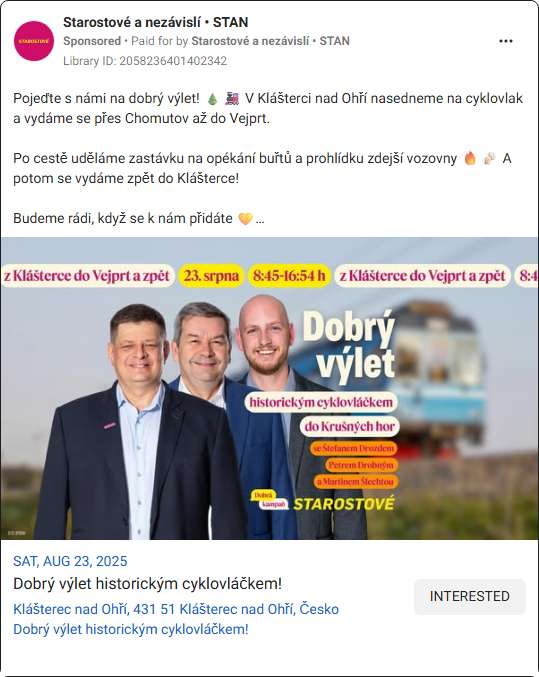 Starostové a nezávislí • STAN
Sponsored • Paid for by Starostové a nezávislí • STAN
Library ID: 2058236401402342
STAROSTOVÉ
Pojeďte s námi na dobrý výlet! 🎄 🚂 V Klášterci nad Ohří nasedneme na cyklovlak
a vydáme se přes Chomutov až do Vejprt.
Po cestě uděláme zastávku na opékání buřtů a prohlídku zdejší vozovny 🔥 🌭 A
potom se vydáme zpět do Klášterce!
Budeme rádi, když se k nám přidáte 💛 ...
z Klášterce do Vejprt a zpět 23. srpna 8:45-16:54 h z Klášterce do Vejprt a zpět 8:4
Dobrý
výlet
historickým cyklovláčkem
do Krušných hor
se Štefanem Drozdem
Petrem Drobným
a Martinem Šlechtou
Dobrá
kampaň
STAROSTOVÉ
SAT, AUG 23, 2025
Dobrý výlet historickým cyklovláčkem!
Klášterec nad Ohří, 431 51 Klášterec nad Ohří, Česko
Dobrý výlet historickým cyklovláčkem!
INTERESTED